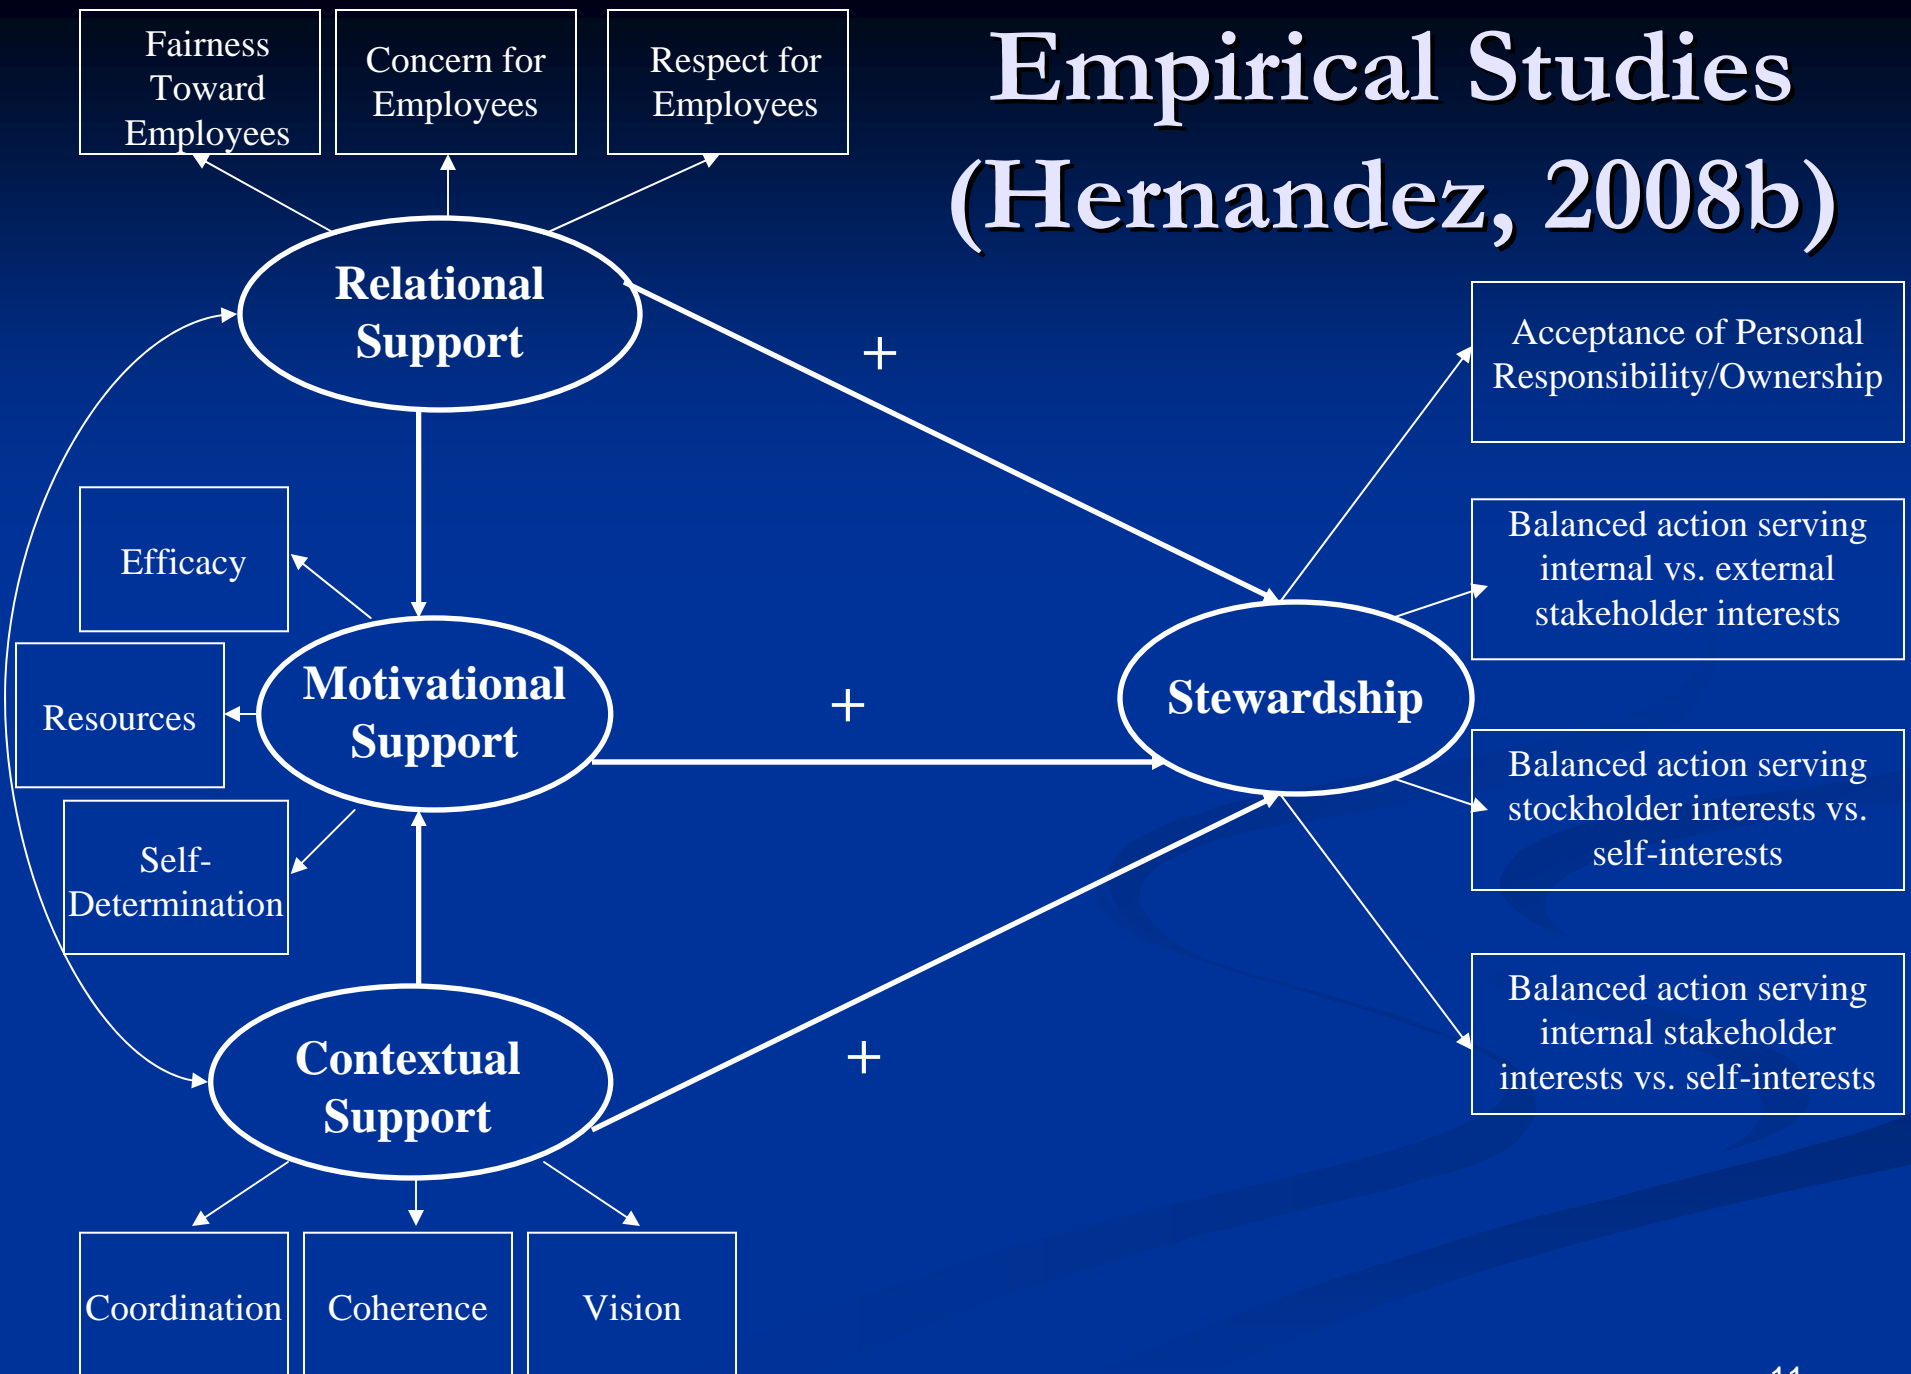 Empirical Studies
(Hernandez, 2008b)
Fairness
Toward
Employees
Concern for
Employees
Respect for
Employees
Relational
Support
+
Acceptance of Personal
Responsibility/Ownership
Efficacy
Balanced action serving
internal vs. external
stakeholder interests
Resources
Motivational
Support
+
Stewardship
Self-
Determination
Balanced action serving
stockholder interests vs.
self-interests
Contextual
Support
+
Balanced action serving
internal stakeholder
interests vs. self-interests
Coordination
Coherence
Vision
11